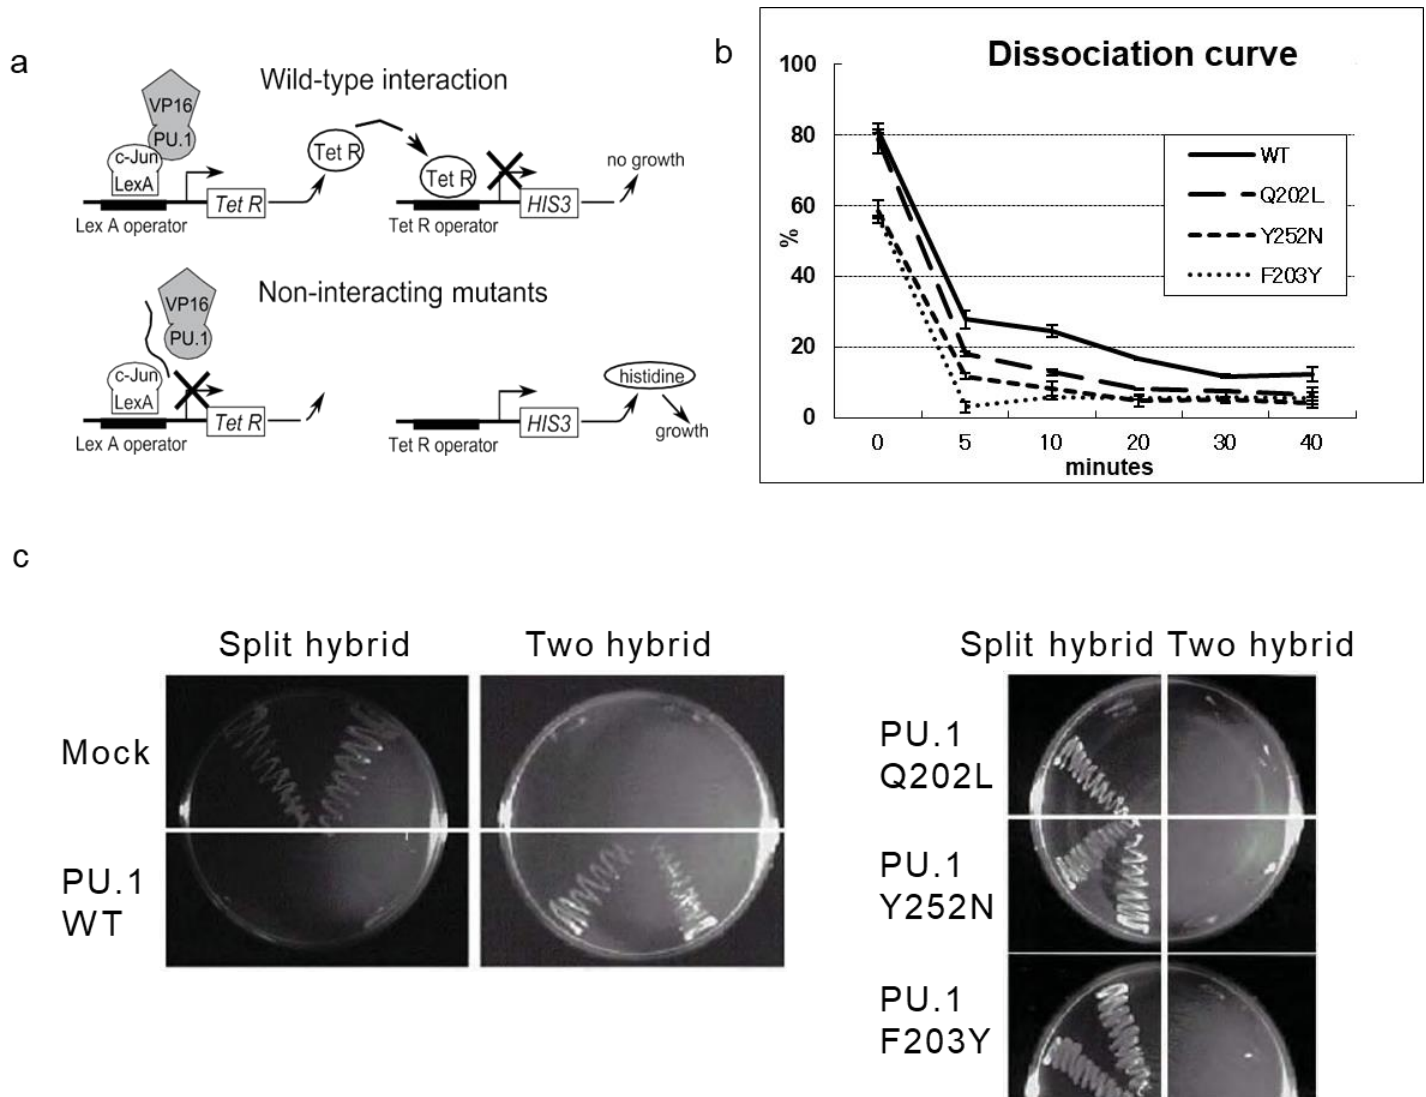 a
Wild-type interaction
VP16
PU.1
c-Jun
LexA
Tet R
Lex A operator
Tet R
Tet R
Tet R operator
HIS3
no growth
Non-interacting mutants
VP16
PU.1
c-Jun
LexA
Tet R
Lex A operator
Tet R operator
HIS3
histidine
growth
b
Dissociation curve
100
80
60
40
20
0
%
0 5 10 20 30 40
minutes
WT
Q202L
Y252N
F203Y
c
Split hybrid Two hybrid
Mock
PU.1
WT
Split hybrid Two hybrid
PU.1
Q202L
PU.1
Y252N
PU.1
F203Y